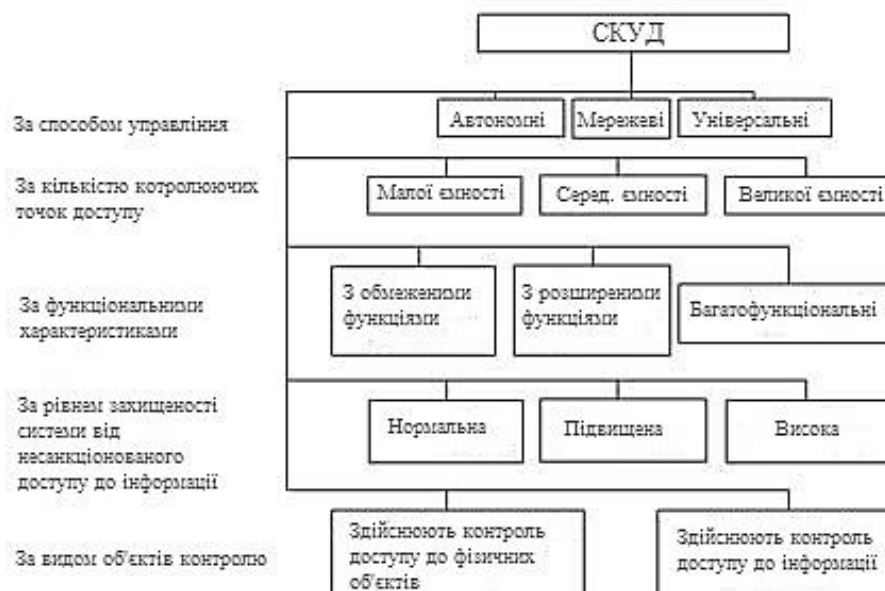 СКУД
За способом управління
Автономні
Мережеві
Універсальні
За кількістю котролюючих
точок доступу
Малої ємності
Серед. ємності
Великої ємності
За функціональними
характеристиками
З обмеженими
функціями
З розширеними
функціями
Багатофункціональні
За рівнем захищеності
системи від
несанкціонованого
доступу до інформації
Нормальна
Підвищена
Висока
За видом об'єктів контролю
Здійснюють контроль
доступу до фізичних
об'єктів
Здійснюють контроль
доступу до інформації